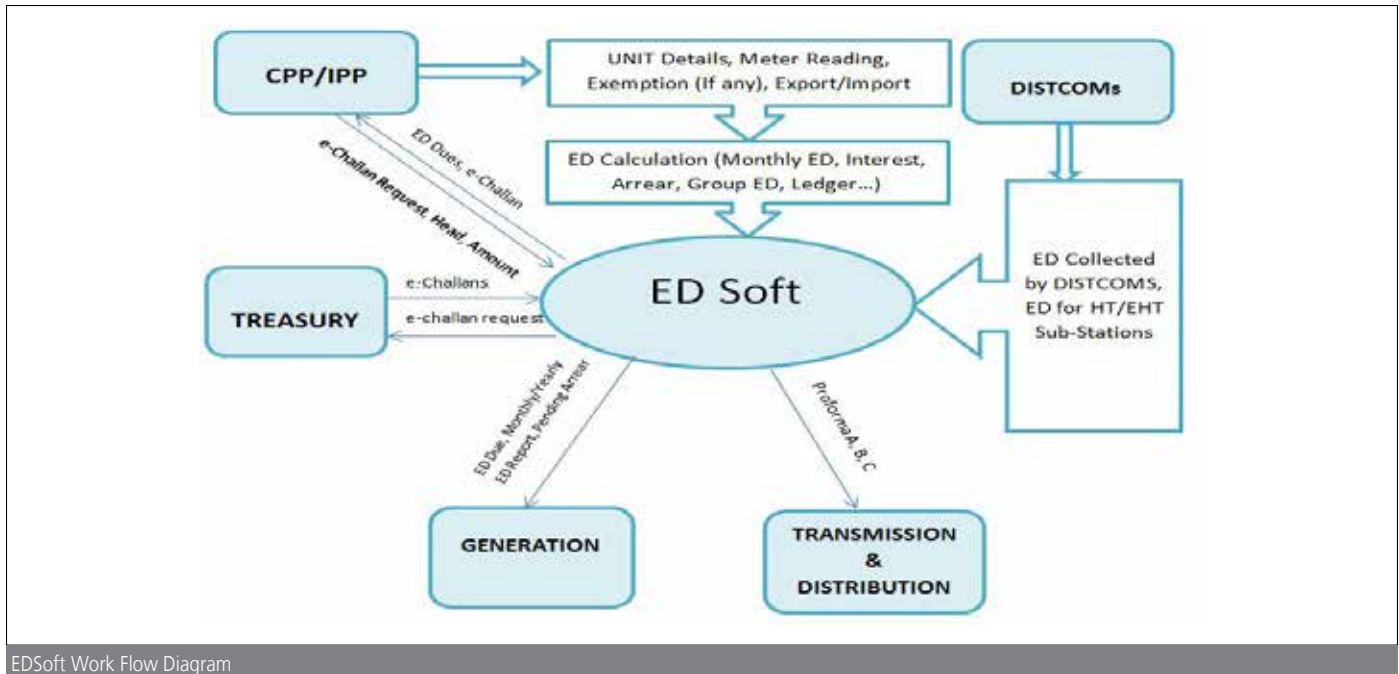 CPP/IPP
UNIT Details, Meter Reading,
Exemption (If any), Export/Import
DISTCOMs
ED Calculation (Monthly ED, Interest,
Arrear, Group ED, Ledger...)
ED Dues, e-Challan
e-Challan Request, Head, Amount
ED Soft
ED Collected
by DISTCOMS,
ED for HT/EHT
Sub-Stations
TREASURY
e-Challans
e-challan request
ED Due, Monthly/Yearly
ED Report, Pending Arrear
Proforma A, B, C
GENERATION
TRANSMISSION
&
DISTRIBUTION
EDSoft Work Flow Diagram